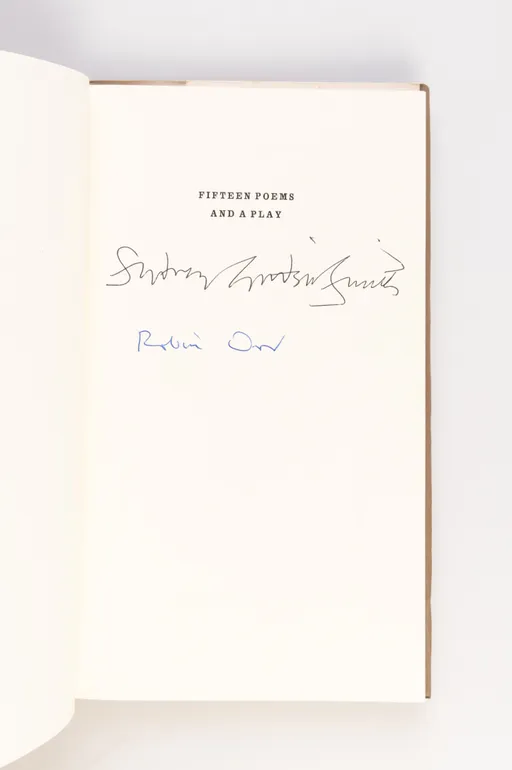 FIFTEEN POEMS
AND A PLAY
Sydney Goodsir Smith
Robin Orr